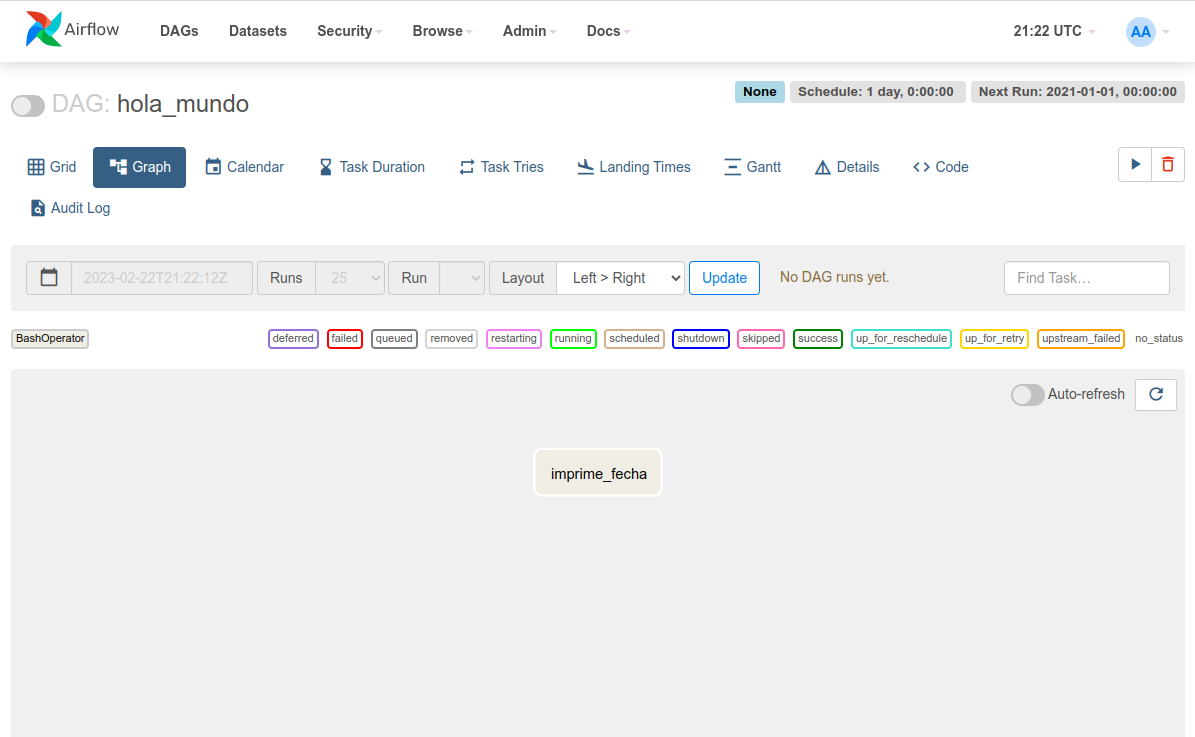 Airflow DAGs Datasets Security Browse Admin Docs 21:22 UTC AA
None Schedule: 1 day, 0:00:00 Next Run: 2021-01-01, 00:00:00
DAG: hola_mundo
Grid Graph Calendar Task Duration Task Tries Landing Times Gantt Details Code
Audit Log
2023-02-22T21:22:12Z Runs 25 Run Layout Left > Right Update No DAG runs yet. Find Task…
BashOperator deferred failed queued removed restarting running scheduled shutdown skipped success up_for_reschedule up_for_retry upstream_failed no_status
Auto-refresh
imprime_fecha